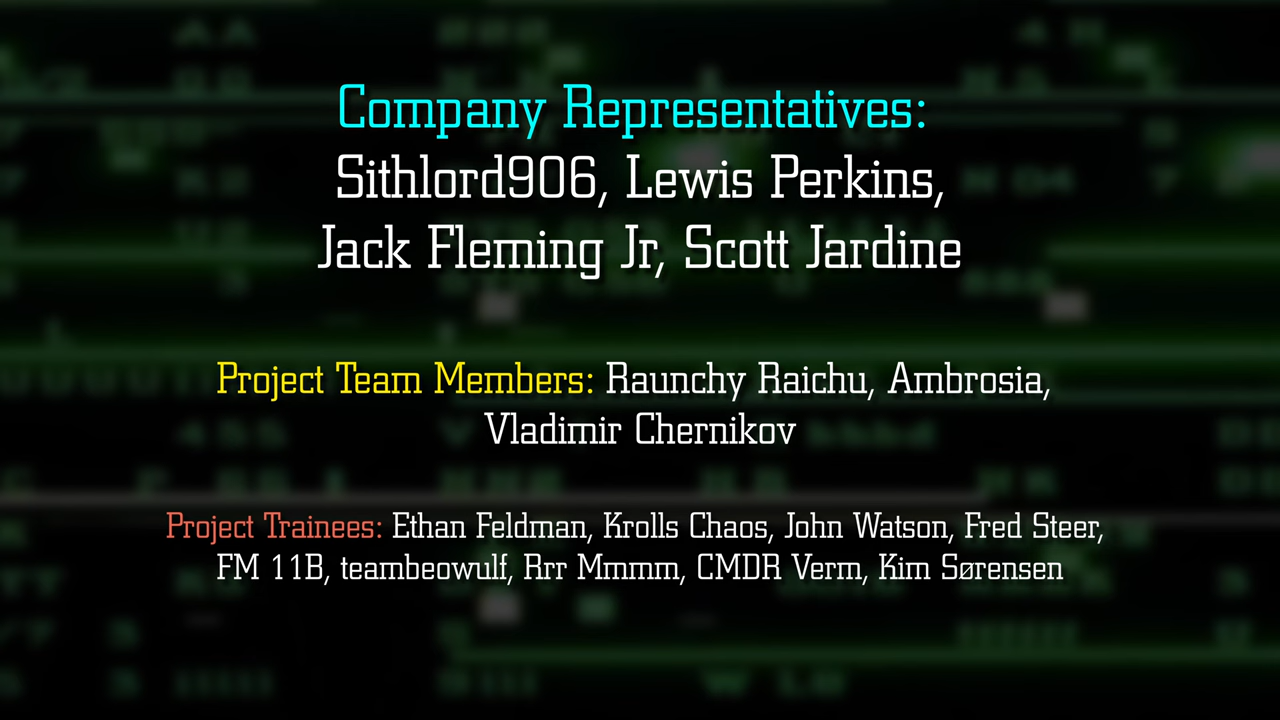 Company Representatives:
Sithlord906, Lewis Perkins,
Jack Fleming Jr, Scott Jardine
Project Team Members: Raunchy Raichu, Ambrosia,
Vladimir Chernikov
Project Trainees: Ethan Feldman, Krolls Chaos, John Watson, Fred Steer,
FM 11B, teambeowulf, Rrr Mmmm, CMDR Verm, Kim Sørensen